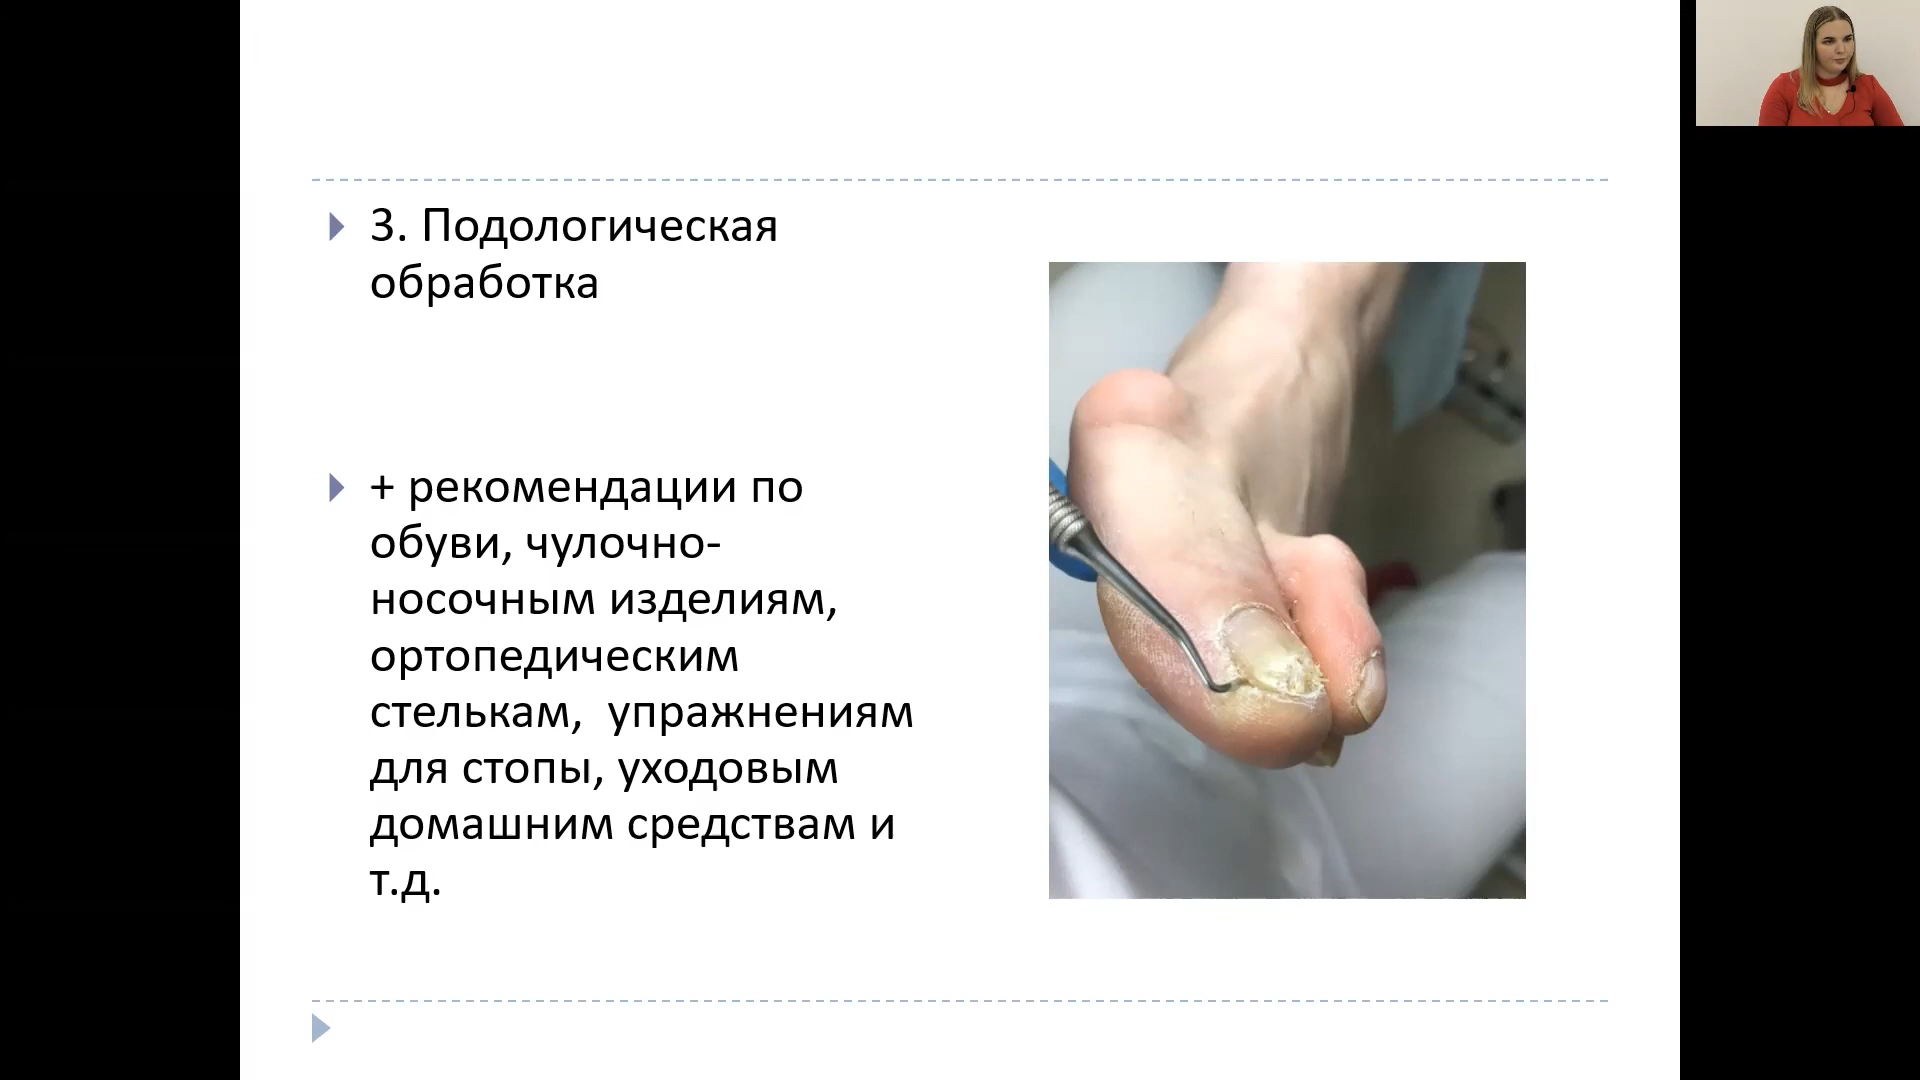 3. Подологическая
обработка
+ рекомендации по
обуви, чулочно-
носочным изделиям,
ортопедическим
стелькам,  упражнениям
для стопы, уходовым
домашним средствам и
т.д.